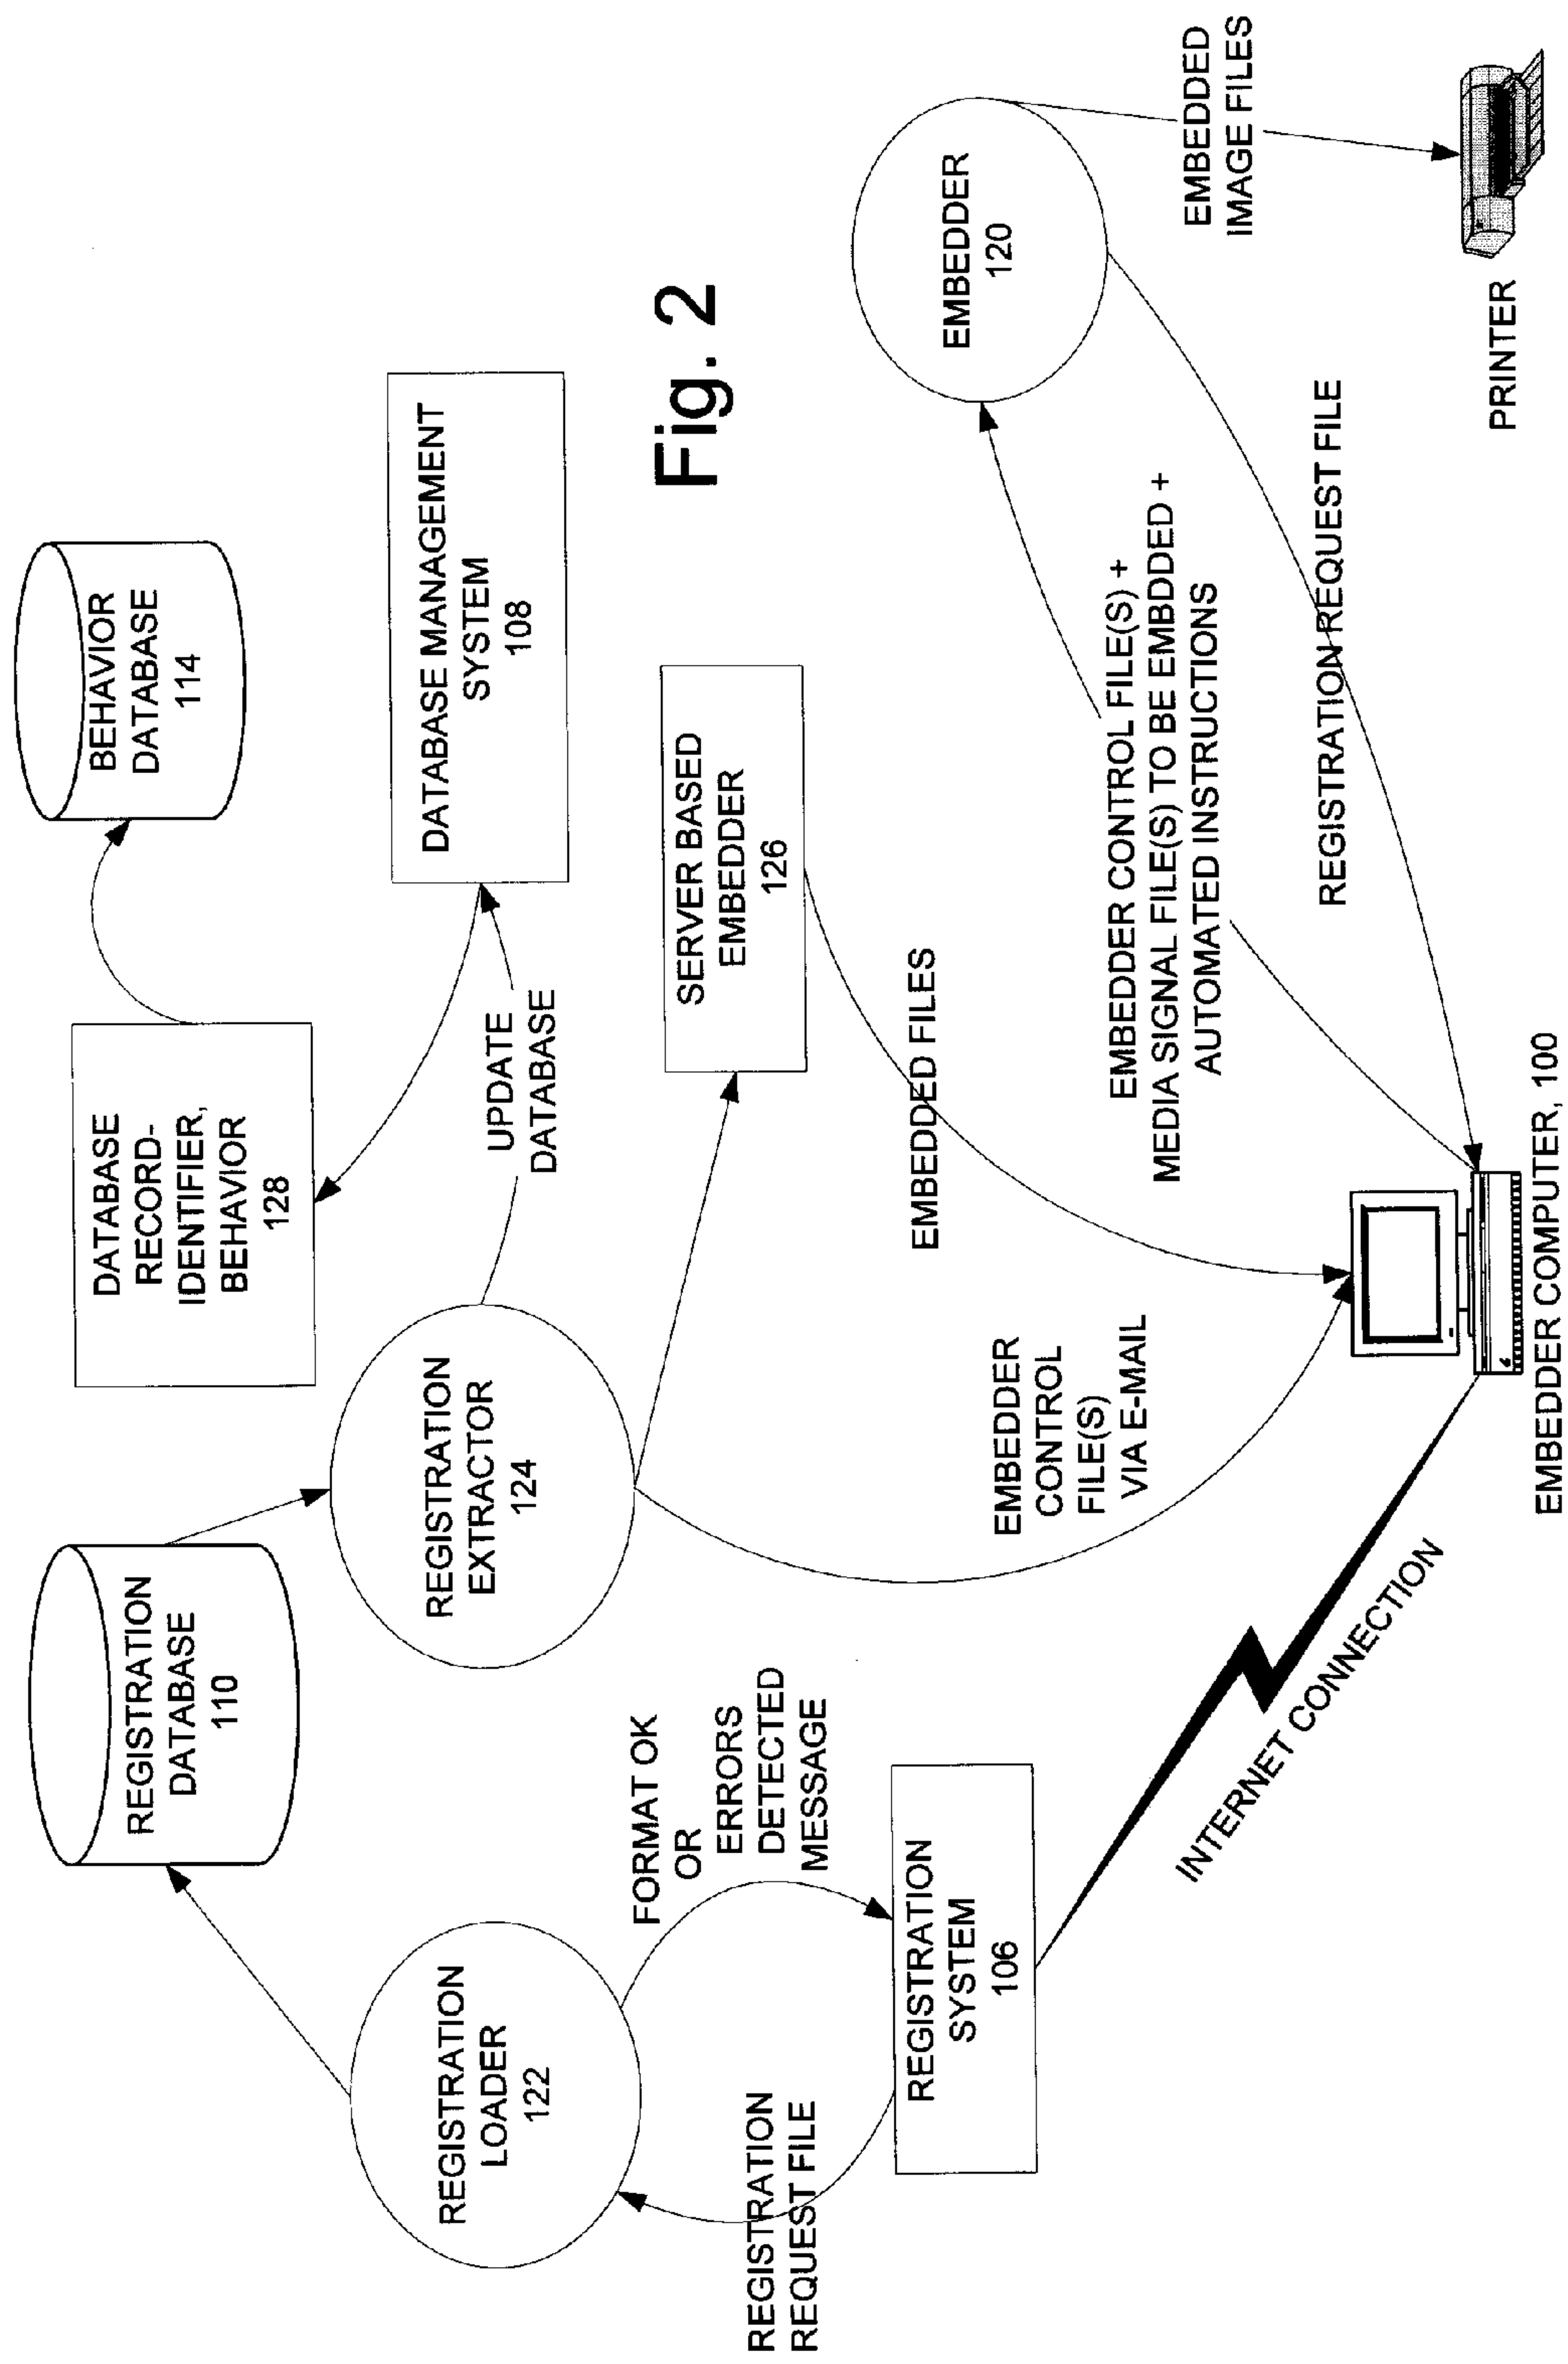 REGISTRATION
DATABASE
110
DATABASE
RECORD-
IDENTIFIER,
BEHAVIOR
128
BEHAVIOR
DATABASE
114
REGISTRATION
LOADER
122
REGISTRATION
EXTRACTOR
124
UPDATE
DATABASE
DATABASE MANAGEMENT
SYSTEM
108
FORMAT OK
OR
ERRORS
DETECTED
MESSAGE
SERVER BASED
EMBEDDER
126
Fig. 2
REGISTRATION
REQUEST FILE
REGISTRATION
SYSTEM
106
EMBEDDED FILES
EMBEDDER
120
EMBEDDER
CONTROL
FILE(S)
VIA E-MAIL
EMBEDDER CONTROL FILE(S) +
MEDIA SIGNAL FILE(S) TO BE EMBDDED +
AUTOMATED INSTRUCTIONS
EMBEDDED
IMAGE FILES
INTERNET CONNECTION
REGISTRATION REQUEST FILE
EMBEDDER COMPUTER, 100
PRINTER